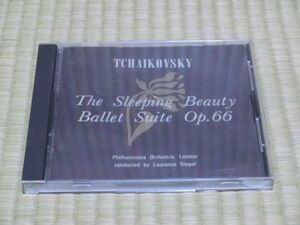 TCHAIKOVSKY
The Sleeping Beauty
Ballet Suite Op.66
Philharmonia Orchestra, London
conducted by Laurence Siegel